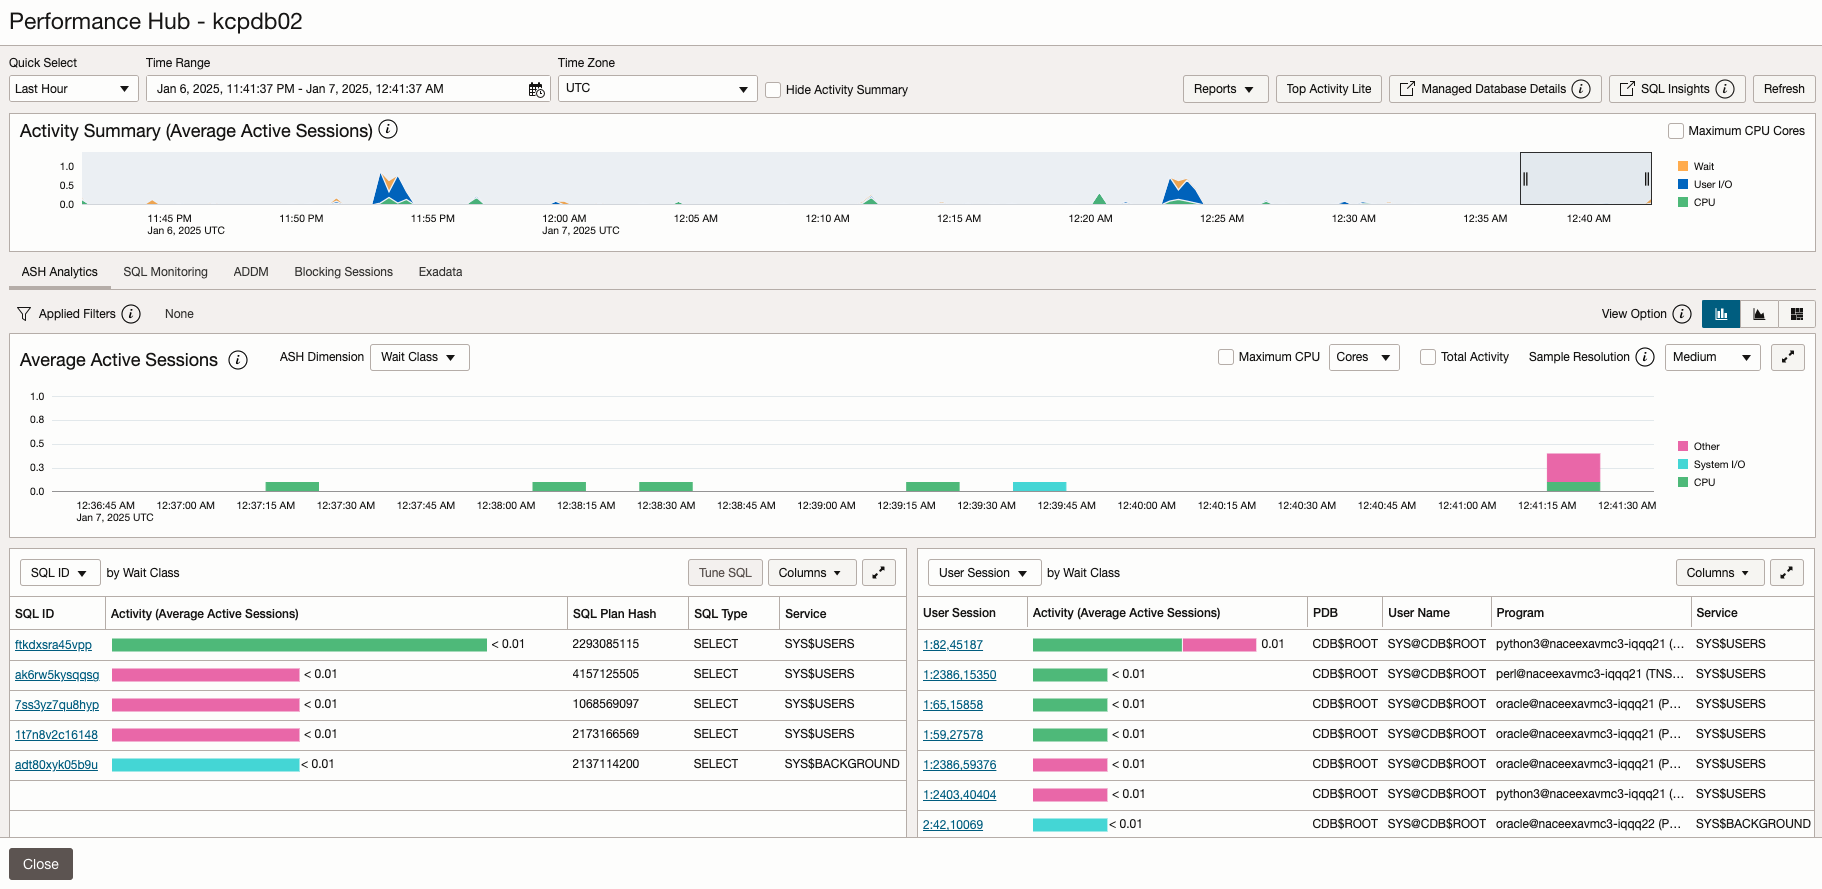 Performance Hub - kcpdb02
Quick Select
Time Range
Time Zone
Last Hour
Jan 6, 2025, 11:41:37 PM - Jan 7, 2025, 12:41:37 AM
UTC
Hide Activity Summary
Reports
Top Activity Lite
Managed Database Details
SQL Insights
Refresh
Activity Summary (Average Active Sessions)
Maximum CPU Cores
1.0
0.5
0.0
11:45 PM 11:50 PM 11:55 PM 12:00 AM 12:05 AM 12:10 AM 12:15 AM 12:20 AM 12:25 AM 12:30 AM 12:35 AM 12:40 AM
Jan 6, 2025 UTC Jan 7, 2025 UTC
Wait
User I/O
CPU
ASH Analytics SQL Monitoring ADDM Blocking Sessions Exadata
Applied Filters None
View Option
Average Active Sessions
ASH Dimension Wait Class
Maximum CPU Cores
Total Activity
Sample Resolution Medium
1.0
0.8
0.5
0.3
0.0
12:36:45 AM 12:37:00 AM 12:37:15 AM 12:37:30 AM 12:37:45 AM 12:38:00 AM 12:38:15 AM 12:38:30 AM 12:38:45 AM 12:39:00 AM 12:39:15 AM 12:39:30 AM 12:39:45 AM 12:40:00 AM 12:40:15 AM 12:40:30 AM 12:40:45 AM 12:41:00 AM 12:41:15 AM 12:41:30 AM
Jan 7, 2025 UTC
Other
System I/O
CPU
SQL ID by Wait Class
Tune SQL
Columns
SQL ID Activity (Average Active Sessions) SQL Plan Hash SQL Type Service
ftkdxsra45vpp < 0.01 2293085115 SELECT SYS$USERS
ak6rw5kysqqsg < 0.01 4157125505 SELECT SYS$USERS
7ss3yz7qu8hyp < 0.01 1068569097 SELECT SYS$USERS
1t7n8v2c16148 < 0.01 2173166569 SELECT SYS$USERS
adt80xyk05b9u < 0.01 2137114200 SELECT SYS$BACKGROUND
User Session by Wait Class
Columns
User Session Activity (Average Active Sessions) PDB User Name Program Service
1:82,45187 0.01 CDB$ROOT SYS@CDB$ROOT python3@naceexavmc3-iqqq21 (... SYS$USERS
1:2386,15350 < 0.01 CDB$ROOT SYS@CDB$ROOT perl@naceexavmc3-iqqq21 (TNS... SYS$USERS
1:65,15858 < 0.01 CDB$ROOT SYS@CDB$ROOT oracle@naceexavmc3-iqqq21 (P... SYS$USERS
1:59,27578 < 0.01 CDB$ROOT SYS@CDB$ROOT oracle@naceexavmc3-iqqq21 (P... SYS$USERS
1:2386,59376 < 0.01 CDB$ROOT SYS@CDB$ROOT oracle@naceexavmc3-iqqq21 (P... SYS$USERS
1:2403,40404 < 0.01 CDB$ROOT SYS@CDB$ROOT python3@naceexavmc3-iqqq21 (... SYS$USERS
2:42,10069 < 0.01 CDB$ROOT SYS@CDB$ROOT oracle@naceexavmc3-iqqq22 (P... SYS$BACKGROUND
Close